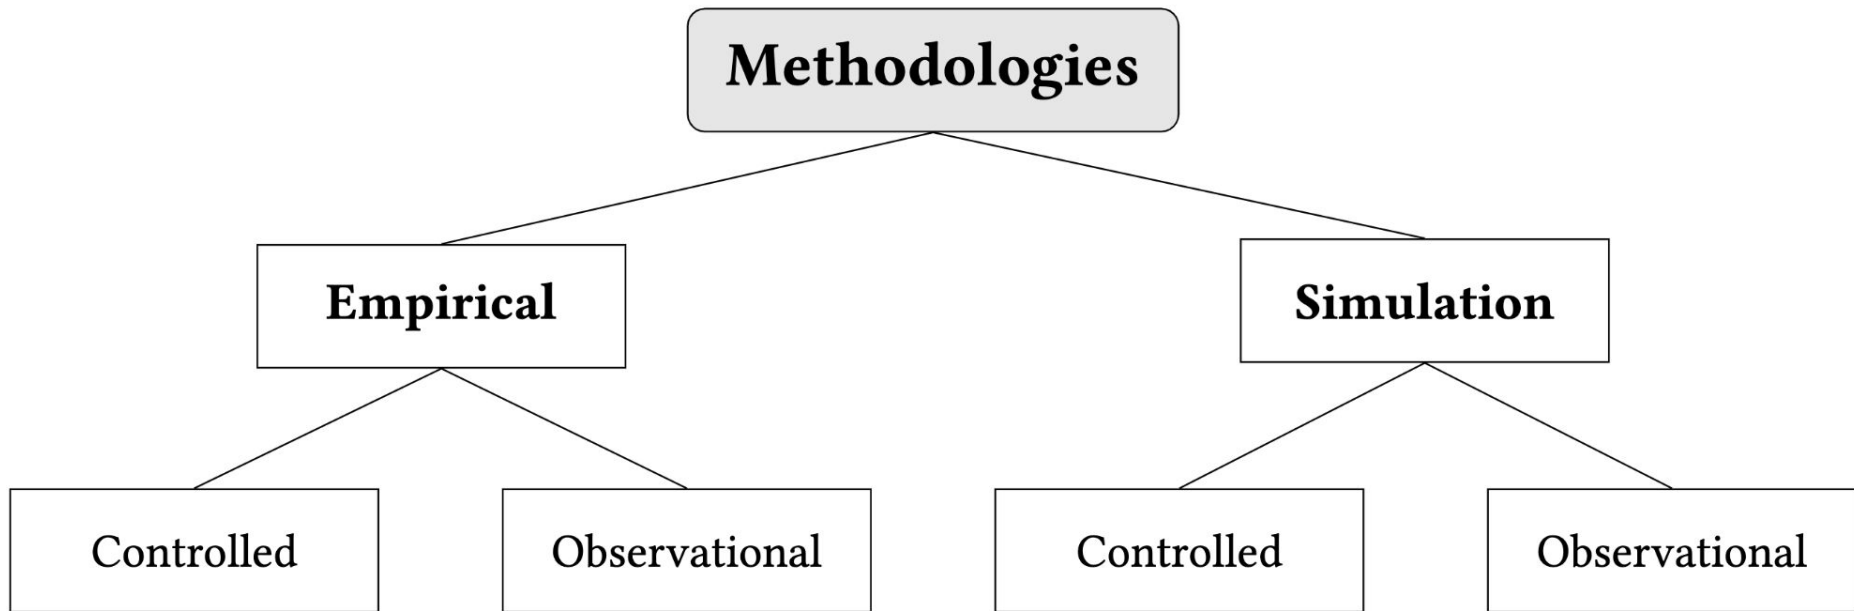 Methodologies
Empirical
Simulation
Controlled
Observational
Controlled
Observational